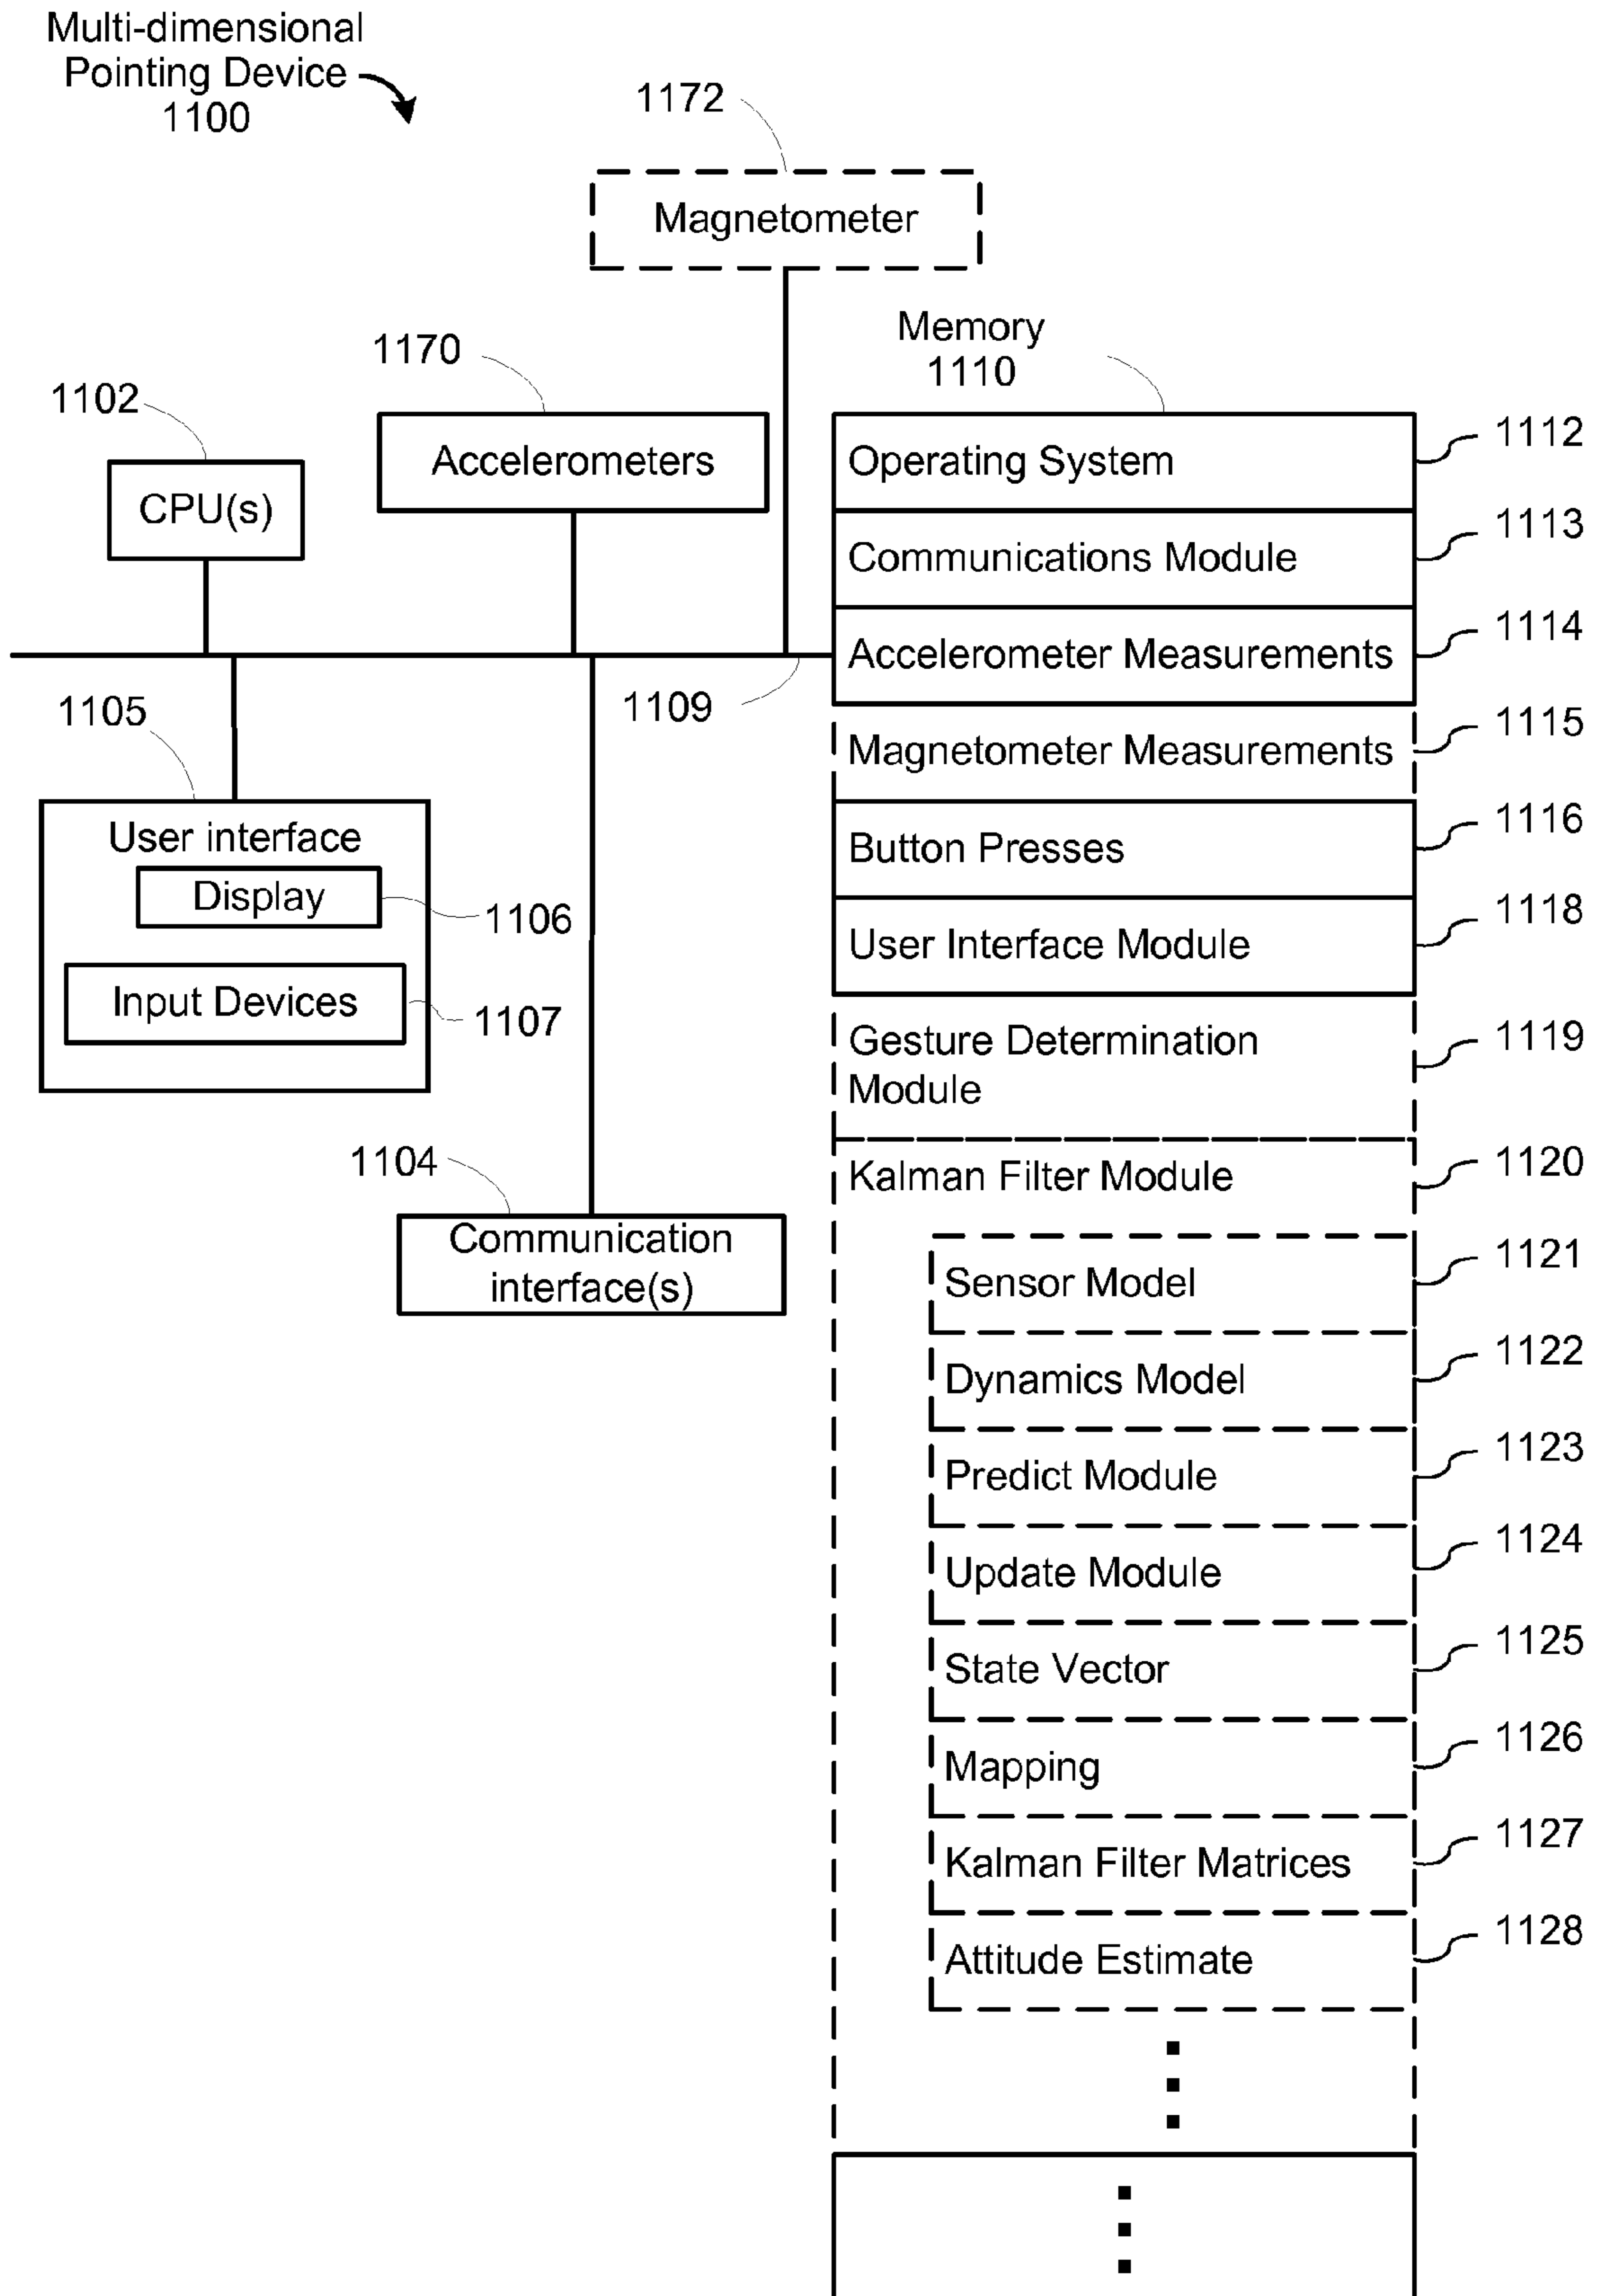 Multi-dimensional
Pointing Device
1100
1172
Magnetometer
Memory
1110
1170
1102
Accelerometers
CPU(s)
Operating System
1112
Communications Module
1113
Accelerometer Measurements
1114
1109
1105
Magnetometer Measurements
1115
User interface
Display
1106
Input Devices
1107
Button Presses
1116
User Interface Module
1118
Gesture Determination
Module
1119
1104
Communication
interface(s)
Kalman Filter Module
1120
Sensor Model
1121
Dynamics Model
1122
Predict Module
1123
Update Module
1124
State Vector
1125
Mapping
1126
Kalman Filter Matrices
1127
Attitude Estimate
1128